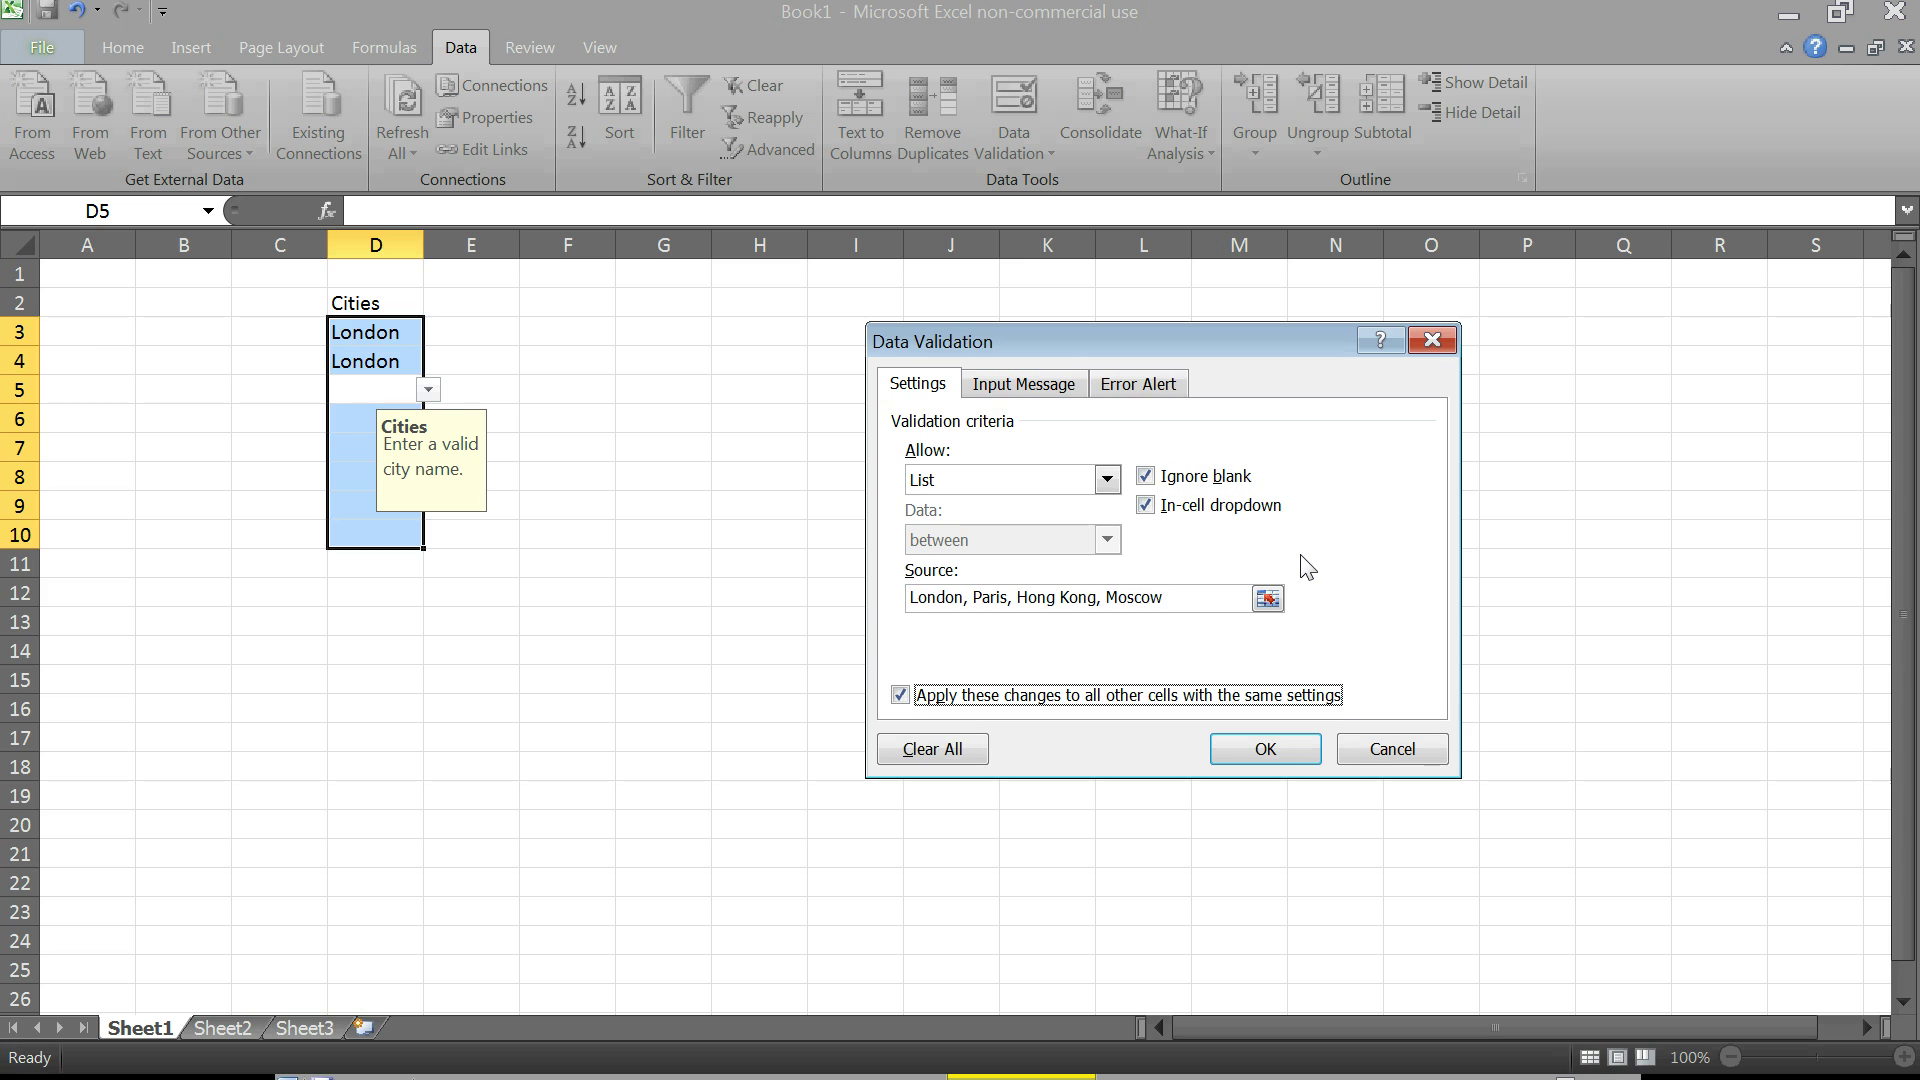 Book1 - Microsoft Excel non-commercial use
File Home Insert Page Layout Formulas Data Review View
From Access
From Web
From Text
From Other Sources
Existing Connections
Get External Data
Refresh All
Connections
Properties
Edit Links
Connections
Sort
Filter
Clear
Reapply
Advanced
Sort & Filter
Text to Columns
Remove Duplicates
Data Validation
Consolidate
What-If Analysis
Data Tools
Group
Ungroup
Subtotal
Show Detail
Hide Detail
Outline
D5 fx
A B C D E F G H I J K L M N O P Q R S
1
2 Cities
3 London
4 London
5
6
7
8
9
10
11
12
13
14
15
16
17
18
19
20
21
22
23
24
25
26
Cities
Enter a valid
city name.
Data Validation ?
Settings Input Message Error Alert
Validation criteria
Allow:
List
Ignore blank
In-cell dropdown
Data:
between
Source:
London, Paris, Hong Kong, Moscow
Apply these changes to all other cells with the same settings
Clear All OK Cancel
Sheet1 Sheet2 Sheet3
Ready 100%